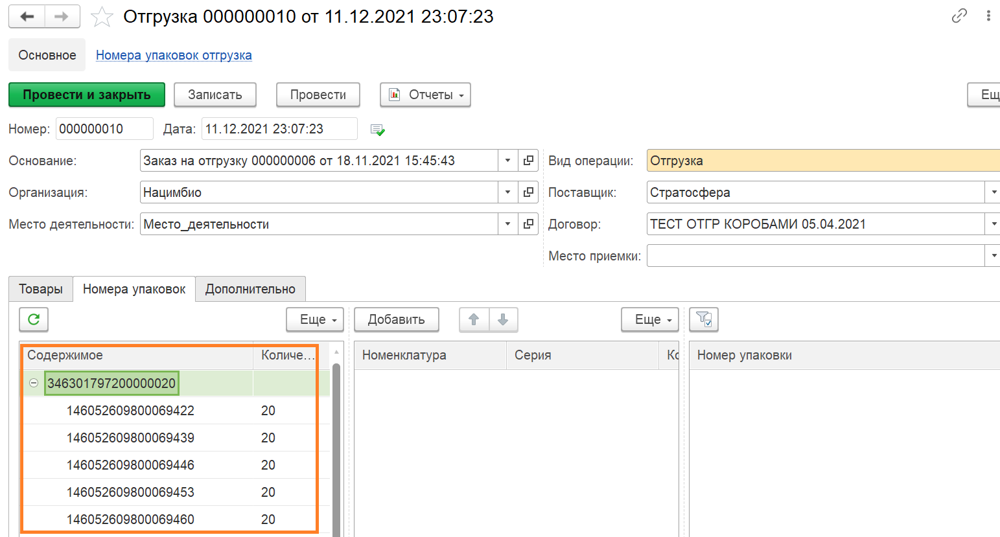 Отгрузка 000000010 от 11.12.2021 23:07:23
Основное Номера упаковок отгрузка
Провести и закрыть Записать Провести Отчеты Ещ
Номер: 000000010 Дата: 11.12.2021 23:07:23
Основание: Заказ на отгрузку 000000006 от 18.11.2021 15:45:43 Вид операции: Отгрузка
Организация: Нацимбио Поставщик: Стратосфера
Место деятельности: Место_деятельности Договор: ТЕСТ ОТГР КОРОБАМИ 05.04.2021
Место приемки:
Товары Номера упаковок Дополнительно
Еще Добавить Еще
Содержимое Количе... Номенклатура Серия Ко Номер упаковки
346301797200000020
146052609800069422 20
146052609800069439 20
146052609800069446 20
146052609800069453 20
146052609800069460 20